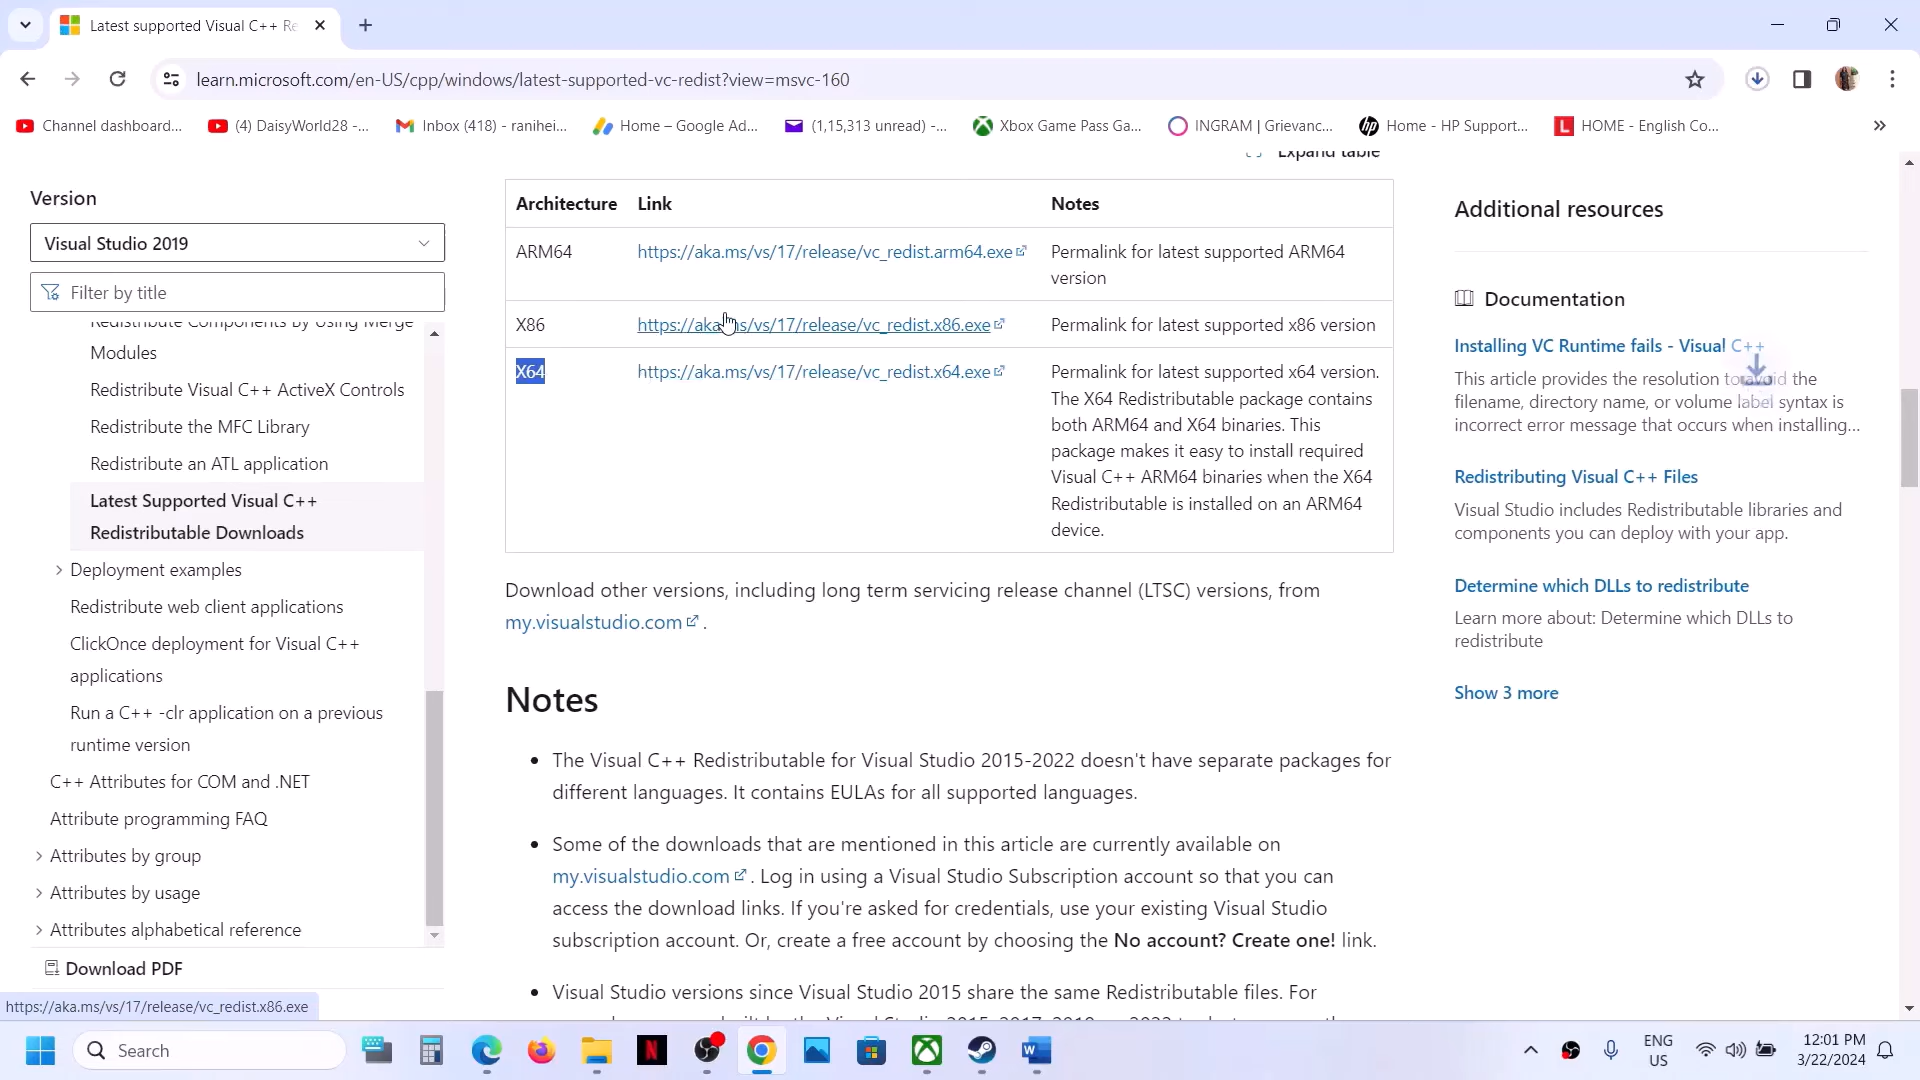 Latest supported Visual C++ Re
learn.microsoft.com/en-US/cpp/windows/latest-supported-vc-redist?view=msvc-160
Channel dashboard...
(4) DaisyWorld28 -...
Inbox (418) - ranihei...
Home – Google Ad...
(1,15,313 unread) -...
Xbox Game Pass Ga...
INGRAM | Grievanc...
Home - HP Support...
HOME - English Co...
Version
Visual Studio 2019
Filter by title
Redistribute Components by Using Merge
Modules
Redistribute Visual C++ ActiveX Controls
Redistribute the MFC Library
Redistribute an ATL application
Latest Supported Visual C++
Redistributable Downloads
Deployment examples
Redistribute web client applications
ClickOnce deployment for Visual C++
applications
Run a C++ -clr application on a previous
runtime version
C++ Attributes for COM and .NET
Attribute programming FAQ
Attributes by group
Attributes by usage
Attributes alphabetical reference
Download PDF
Expand table
Architecture Link Notes
ARM64 https://aka.ms/vs/17/release/vc_redist.arm64.exe Permalink for latest supported ARM64
version
X86 https://aka.ms/vs/17/release/vc_redist.x86.exe Permalink for latest supported x86 version
X64 https://aka.ms/vs/17/release/vc_redist.x64.exe Permalink for latest supported x64 version.
The X64 Redistributable package contains
both ARM64 and X64 binaries. This
package makes it easy to install required
Visual C++ ARM64 binaries when the X64
Redistributable is installed on an ARM64
device.
Download other versions, including long term servicing release channel (LTSC) versions, from
my.visualstudio.com .
Notes
• The Visual C++ Redistributable for Visual Studio 2015-2022 doesn't have separate packages for
different languages. It contains EULAs for all supported languages.
• Some of the downloads that are mentioned in this article are currently available on
my.visualstudio.com . Log in using a Visual Studio Subscription account so that you can
access the download links. If you're asked for credentials, use your existing Visual Studio
subscription account. Or, create a free account by choosing the No account? Create one! link.
• Visual Studio versions since Visual Studio 2015 share the same Redistributable files. For
Additional resources
Documentation
Installing VC Runtime fails - Visual C++
This article provides the resolution to avoid the
filename, directory name, or volume label syntax is
incorrect error message that occurs when installing...
Redistributing Visual C++ Files
Visual Studio includes Redistributable libraries and
components you can deploy with your app.
Determine which DLLs to redistribute
Learn more about: Determine which DLLs to
redistribute
Show 3 more
https://aka.ms/vs/17/release/vc_redist.x86.exe
Search
ENG
US
12:01 PM
3/22/2024